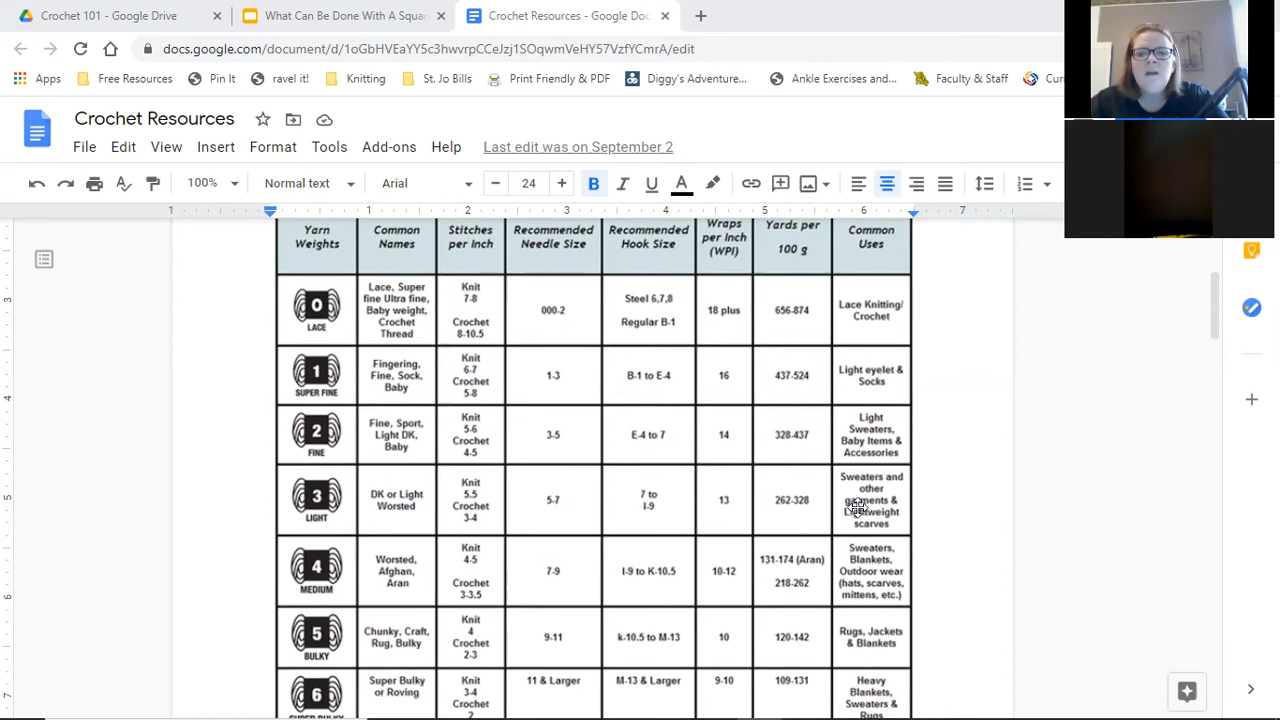 Crochet 101 - Google Drive
What Can Be Done With A Squar
Crochet Resources - Google Doc
docs.google.com/document/d/1oGbHVEaYY5c3hwvrpCCeJzj1SOqwmVeHY57VzfYCmrA/edit
Apps Free Resources Pin It ravel it! Knitting St. Jo Bills Print Friendly & PDF Diggy's Adventure... Ankle Exercises and... Faculty & Staff Cur
Crochet Resources
File Edit View Insert Format Tools Add-ons Help Last edit was on September 2
100% Normal text Arial 24 B I U A
1 1 2 3 4 5 6 7
Yarn Weights
Common Names
Stitches per Inch
Recommended Needle Size
Recommended Hook Size
Wraps per Inch (WPI)
Yards per 100 g
Common Uses
0 LACE
Lace, Super fine Ultra fine, Baby weight, Crochet Thread
Knit 7-8 Crochet 8-10.5
000-2
Steel 6,7,8 Regular B-1
18 plus
656-874
Lace Knitting/ Crochet
1 SUPER FINE
Fingering, Fine, Sock, Baby
Knit 6-7 Crochet 5-8
1-3
B-1 to E-4
16
437-524
Light eyelet & Socks
2 FINE
Fine, Sport, Light DK, Baby
Knit 5-6 Crochet 4-5
3-5
E-4 to 7
14
328-437
Light Sweaters, Baby Items & Accessories
3 LIGHT
DK or Light Worsted
Knit 5.5 Crochet 3-4
5-7
7 to I-9
13
262-328
Sweaters and other garments & Lightweight scarves
4 MEDIUM
Worsted, Afghan, Aran
Knit 4-5 Crochet 3-3.5
7-9
I-9 to K-10.5
10-12
131-174 (Aran) 218-262
Sweaters, Blankets, Outdoor wear (hats, scarves, mittens, etc.)
5 BULKY
Chunky, Craft, Rug, Bulky
Knit 4 Crochet 2-3
9-11
k-10.5 to M-13
10
120-142
Rugs, Jackets & Blankets
6 SUPER BULKY
Super Bulky or Roving
Knit 3-4 Crochet 2
11 & Larger
M-13 & Larger
9-10
109-131
Heavy Blankets, Sweaters & Rugs
3
4
5
6
7